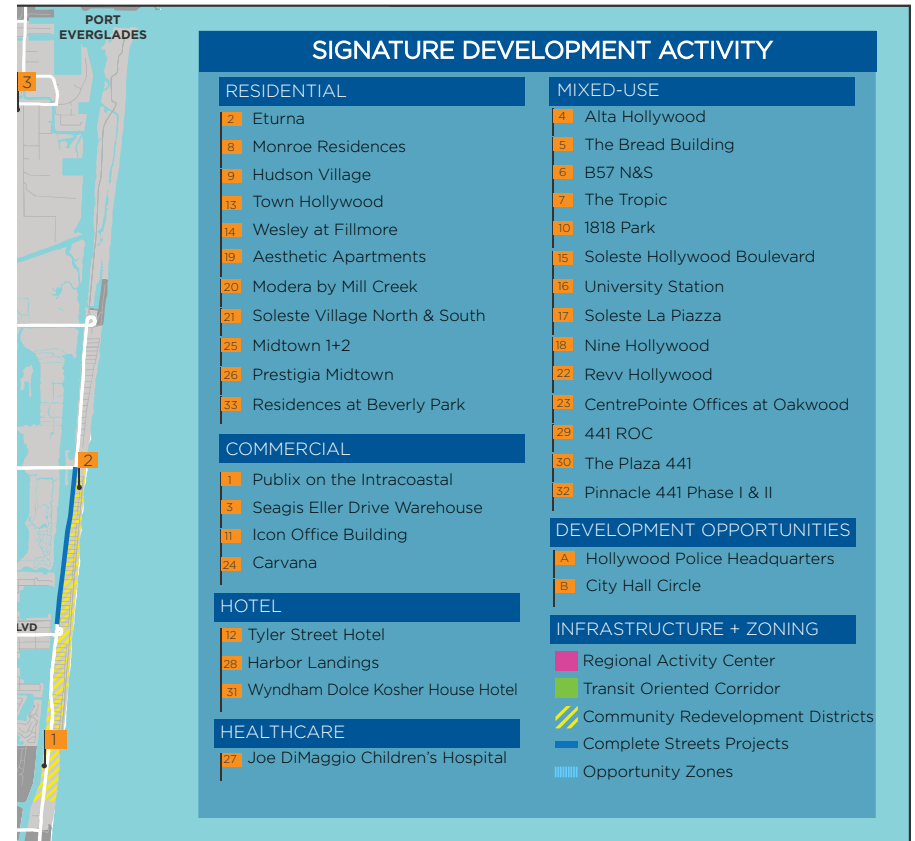 PORT
EVERGLADES
3
2
LVD
1
SIGNATURE DEVELOPMENT ACTIVITY
RESIDENTIAL
2 Eturna
8 Monroe Residences
9 Hudson Village
13 Town Hollywood
14 Wesley at Fillmore
19 Aesthetic Apartments
20 Modera by Mill Creek
21 Soleste Village North & South
25 Midtown 1+2
26 Prestigia Midtown
33 Residences at Beverly Park
COMMERCIAL
1 Publix on the Intracoastal
3 Seagis Eller Drive Warehouse
11 Icon Office Building
24 Carvana
HOTEL
12 Tyler Street Hotel
28 Harbor Landings
31 Wyndham Dolce Kosher House Hotel
HEALTHCARE
27 Joe DiMaggio Children's Hospital
MIXED-USE
4 Alta Hollywood
5 The Bread Building
6 B57 N&S
7 The Tropic
10 1818 Park
15 Soleste Hollywood Boulevard
16 University Station
17 Soleste La Piazza
18 Nine Hollywood
22 Revv Hollywood
23 CentrePointe Offices at Oakwood
29 441 ROC
30 The Plaza 441
32 Pinnacle 441 Phase I & II
DEVELOPMENT OPPORTUNITIES
A Hollywood Police Headquarters
B City Hall Circle
INFRASTRUCTURE + ZONING
Regional Activity Center
Transit Oriented Corridor
Community Redevelopment Districts
Complete Streets Projects
Opportunity Zones